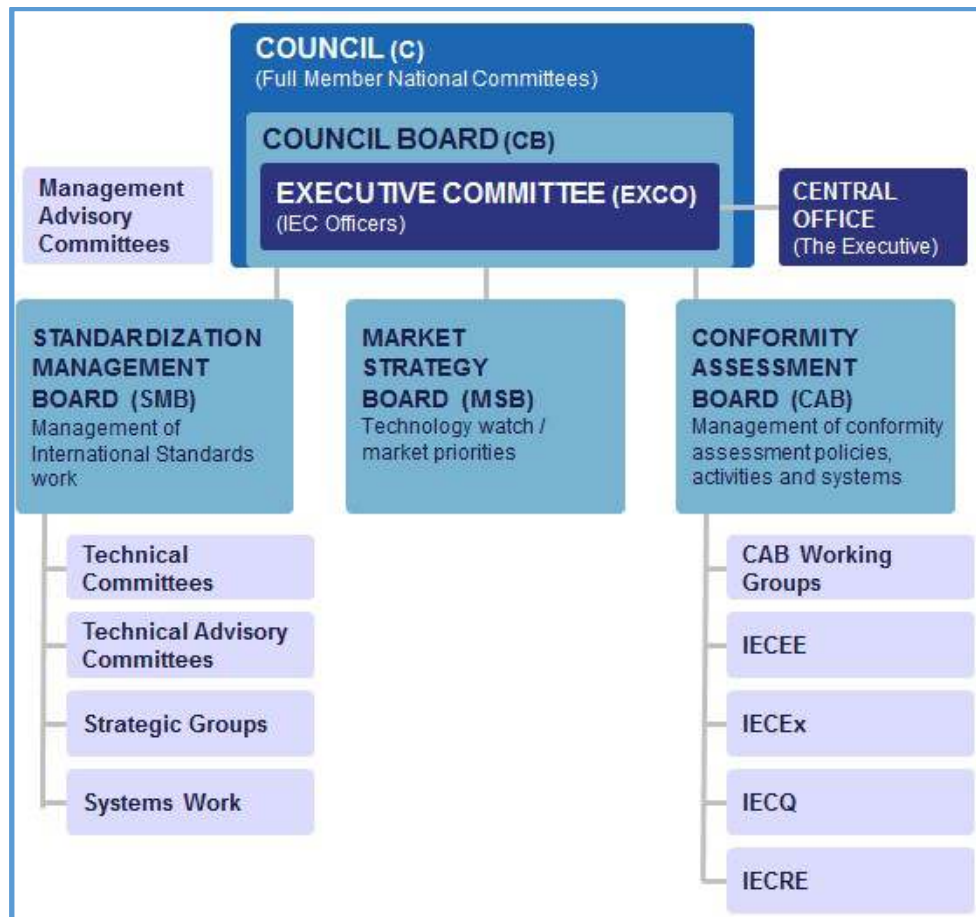 COUNCIL (C)
(Full Member National Committees)
COUNCIL BOARD (CB)
EXECUTIVE COMMITTEE (EXCO)
(IEC Officers)
Management
Advisory
Committees
CENTRAL
OFFICE
(The Executive)
STANDARDIZATION
MANAGEMENT
BOARD (SMB)
Management of
International Standards
work
MARKET
STRATEGY
BOARD (MSB)
Technology watch /
market priorities
CONFORMITY
ASSESSMENT
BOARD (CAB)
Management of conformity
assessment policies,
activities and systems
Technical
Committees
Technical Advisory
Committees
Strategic Groups
Systems Work
CAB Working
Groups
IECEE
IECEx
IECQ
IECRE